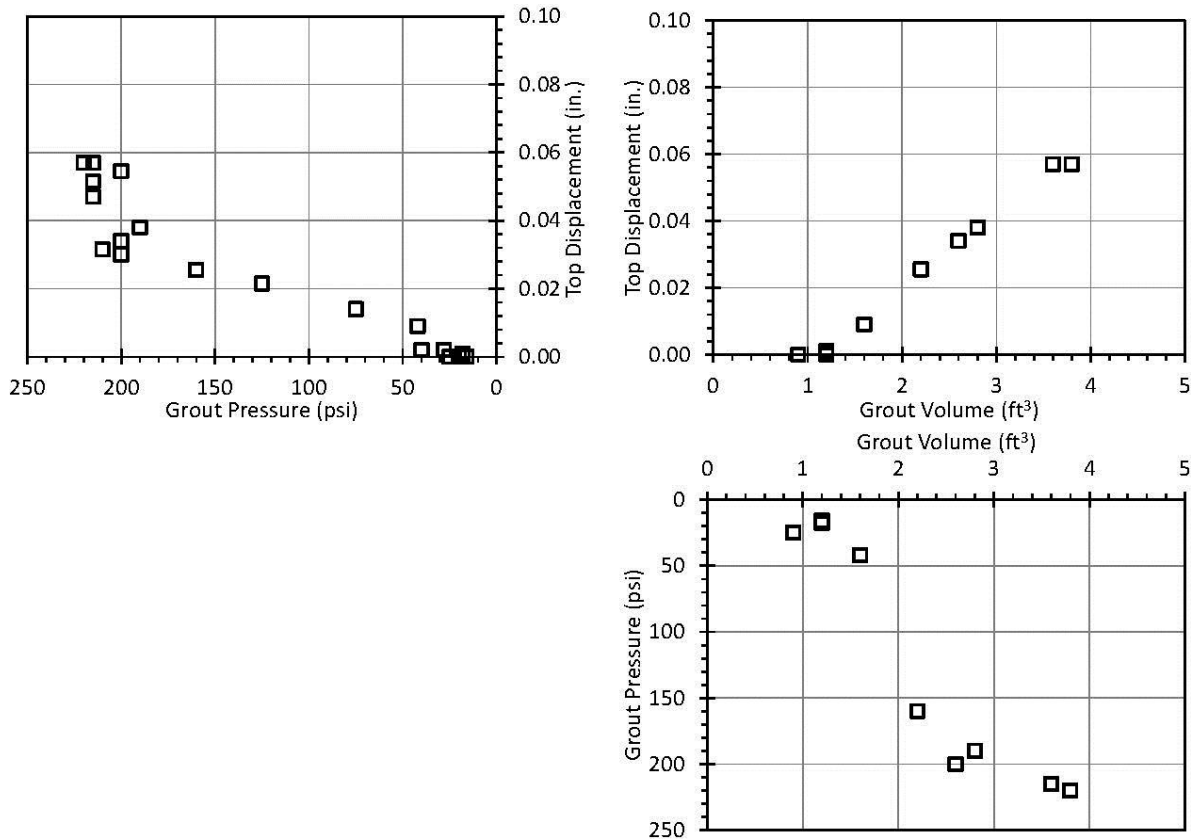 0.10
0.08
0.06
0.04
0.02
0.00
Top Displacement (in.)
250 200 150 100 50 0
Grout Pressure (psi)
0.10
0.08
0.06
0.04
0.02
0.00
Top Displacement (in.)
0 1 2 3 4 5
Grout Volume (ft³)
Grout Volume (ft³)
0 1 2 3 4 5
0
50
100
150
200
250
Grout Pressure (psi)